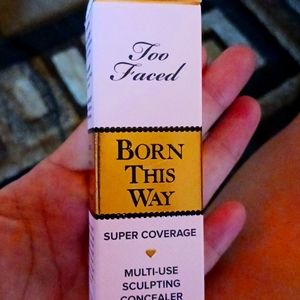 Too
Faced
BORN
THIS
WAY
SUPER COVERAGE
MULTI-USE
SCULPTING
CONCEALER